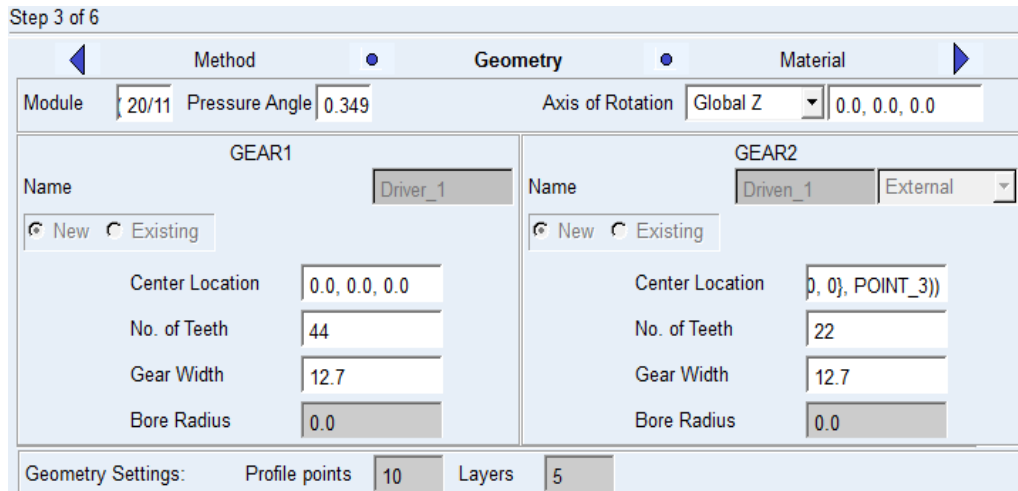 Step 3 of 6
Method Geometry Material
Module ( 20/11 Pressure Angle 0.349 Axis of Rotation Global Z 0.0, 0.0, 0.0
GEAR1 GEAR2
Name Driver_1 Name Driven_1 External
New Existing New Existing
Center Location 0.0, 0.0, 0.0 Center Location 0, 0}, POINT_3))
No. of Teeth 44 No. of Teeth 22
Gear Width 12.7 Gear Width 12.7
Bore Radius 0.0 Bore Radius 0.0
Geometry Settings: Profile points 10 Layers 5